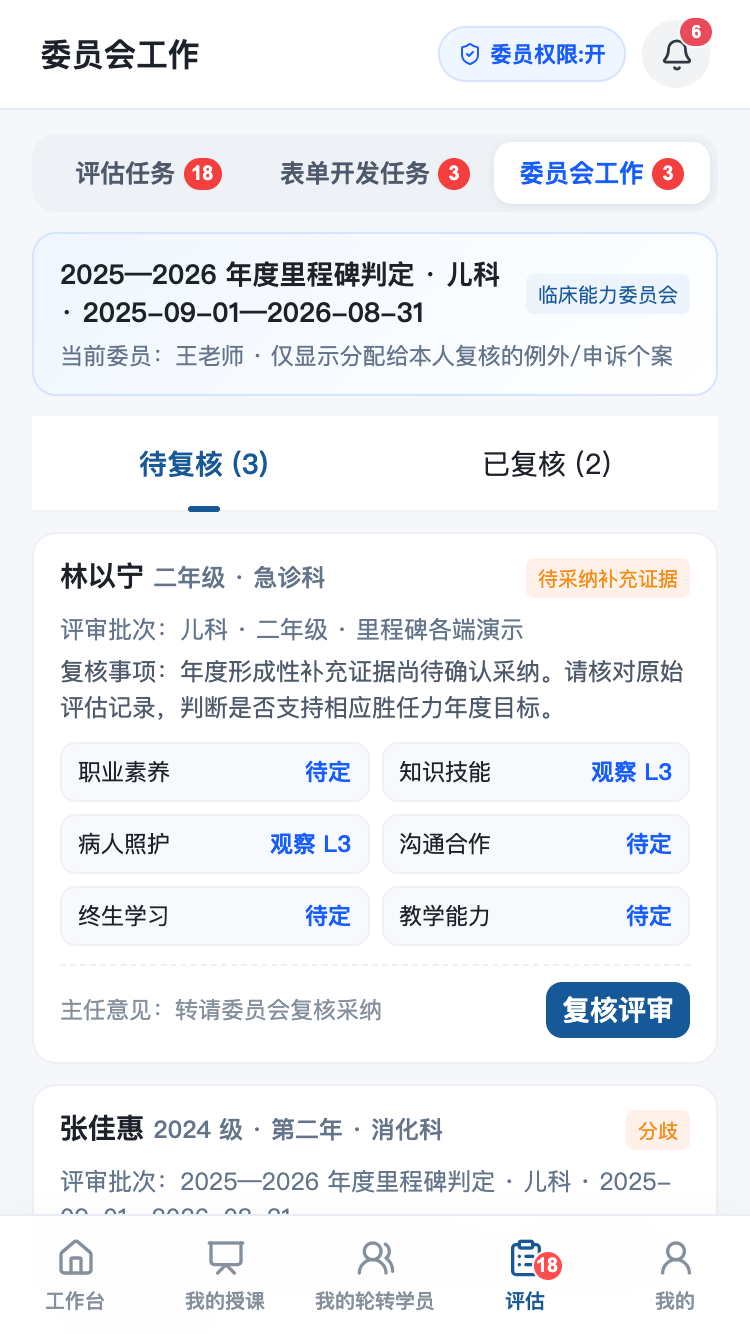 委员会工作
委员权限:开
6
评估任务 18
表单开发任务 3
委员会工作 3
2025—2026 年度里程碑判定 · 儿科
· 2025-09-01—2026-08-31
临床能力委员会
当前委员：王老师 · 仅显示分配给本人复核的例外/申诉个案
待复核 (3)
已复核 (2)
林以宁 二年级 · 急诊科
待采纳补充证据
评审批次：儿科 · 二年级 · 里程碑各端演示
复核事项：年度形成性补充证据尚待确认采纳。请核对原始
评估记录，判断是否支持相应胜任力年度目标。
职业素养 待定
知识技能 观察 L3
病人照护 观察 L3
沟通合作 待定
终生学习 待定
教学能力 待定
主任意见：转请委员会复核采纳
复核评审
张佳惠 2024 级 · 第二年 · 消化科
分歧
评审批次：2025—2026 年度里程碑判定 · 儿科 · 2025-
工作台
我的授课
我的轮转学员
18
评估
我的